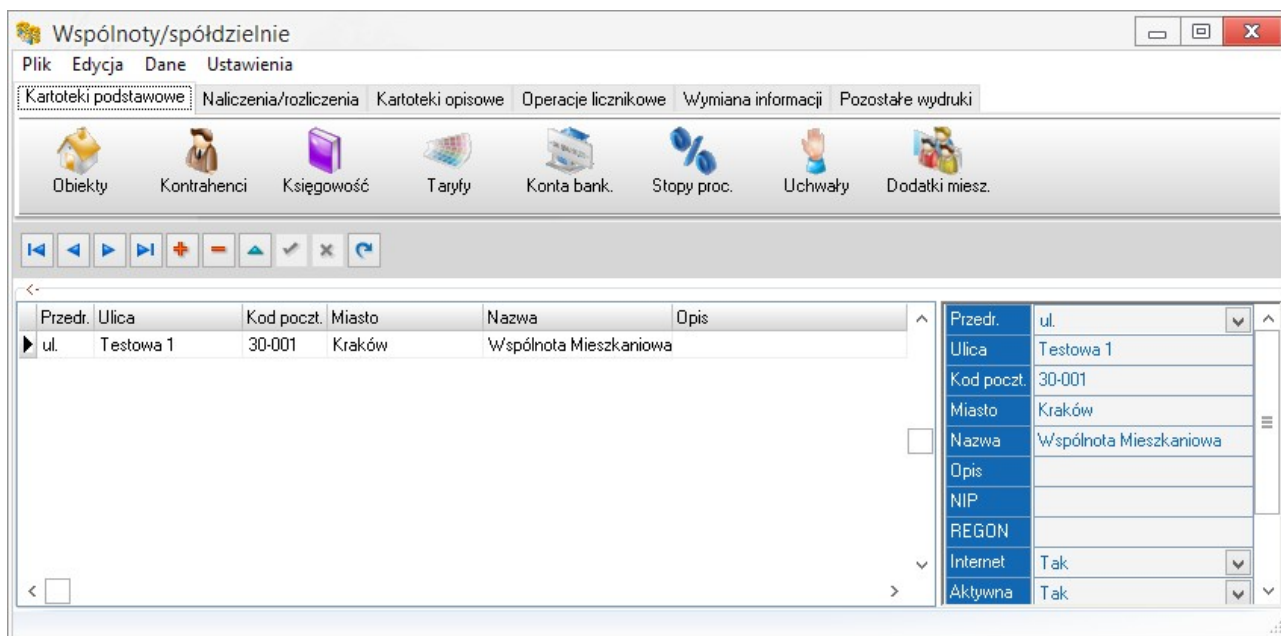 Wspólnoty/spółdzielnie
Plik Edycja Dane Ustawienia
Kartoteki podstawowe Naliczenia/rozliczenia Kartoteki opisowe Operacje licznikowe Wymiana informacji Pozostałe wydruki
Obiekty Kontrahenci Księgowość Taryfy Konta bank. Stopy proc. Uchwały Dodatki miesz.
Przedr. Ulica Kod poczt. Miasto Nazwa Opis
ul. Testowa 1 30-001 Kraków Wspólnota Mieszkaniowa
Przedr. ul.
Ulica Testowa 1
Kod poczt. 30-001
Miasto Kraków
Nazwa Wspólnota Mieszkaniowa
Opis
NIP
REGON
Internet Tak
Aktywna Tak